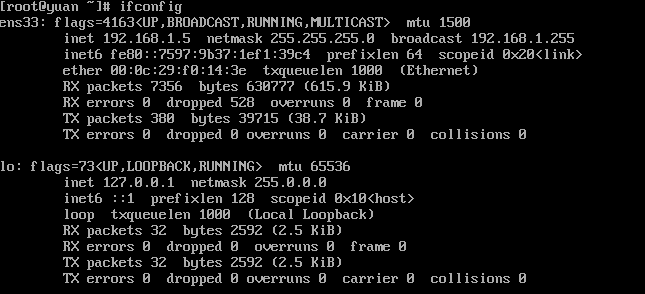 [root@yuan ~]# ifconfig
ens33: flags=4163<UP,BROADCAST,RUNNING,MULTICAST>  mtu 1500
        inet 192.168.1.5  netmask 255.255.255.0  broadcast 192.168.1.255
        inet6 fe80::7597:9b37:1ef1:39c4  prefixlen 64  scopeid 0x20<link>
        ether 00:0c:29:f0:14:3e  txqueuelen 1000  (Ethernet)
        RX packets 7356  bytes 630777 (615.9 KiB)
        RX errors 0  dropped 528  overruns 0  frame 0
        TX packets 380  bytes 39715 (38.7 KiB)
        TX errors 0  dropped 0 overruns 0  carrier 0  collisions 0

lo: flags=73<UP,LOOPBACK,RUNNING>  mtu 65536
        inet 127.0.0.1  netmask 255.0.0.0
        inet6 ::1  prefixlen 128  scopeid 0x10<host>
        loop  txqueuelen 1000  (Local Loopback)
        RX packets 32  bytes 2592 (2.5 KiB)
        RX errors 0  dropped 0  overruns 0  frame 0
        TX packets 32  bytes 2592 (2.5 KiB)
        TX errors 0  dropped 0 overruns 0  carrier 0  collisions 0